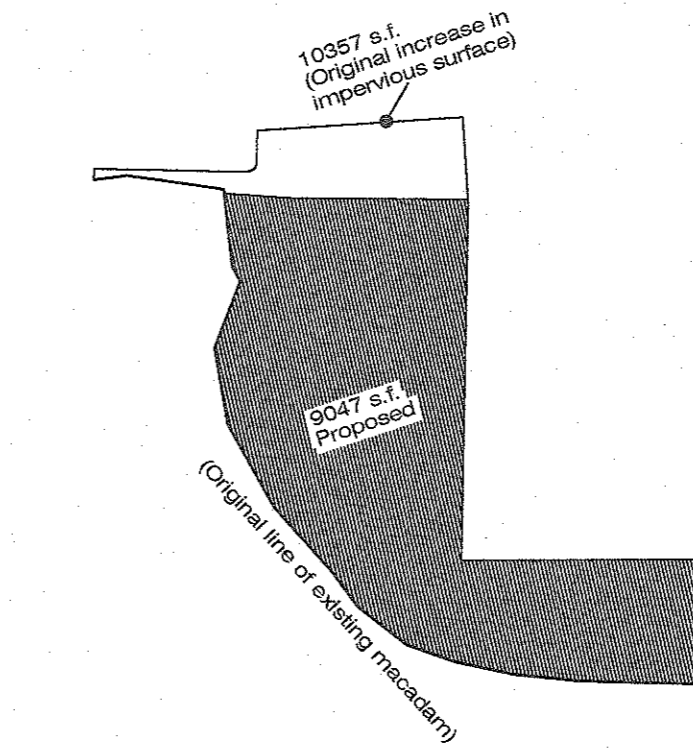 10357 s.f.
(Original increase in
impervious surface)
9047 s.f.
Proposed
(Original line of existing macadam)